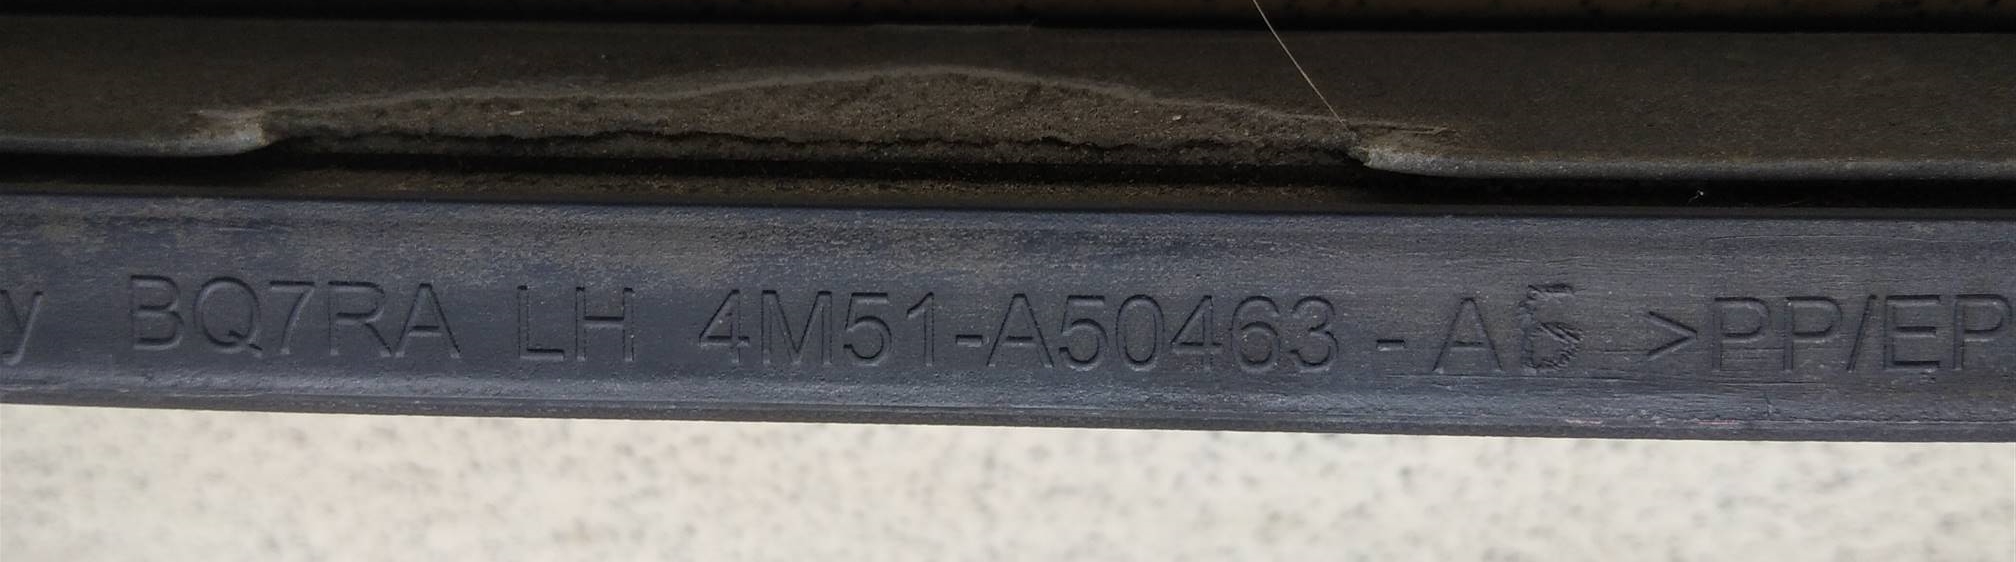 y BQ7RA LH 4M51-A50463 - A >PP/EP